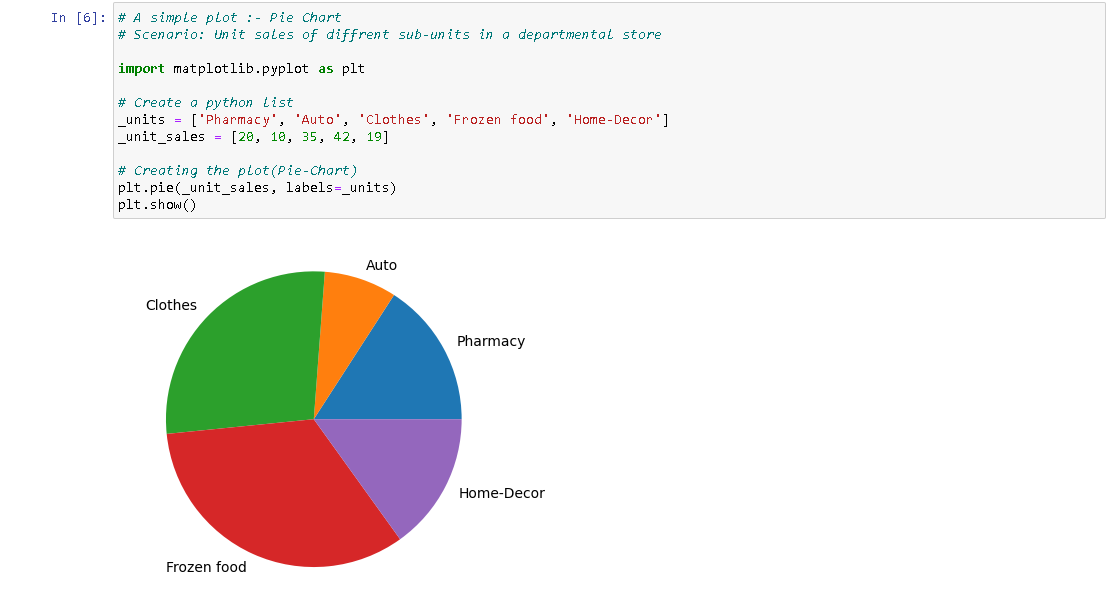 In [6]: # A simple plot :- Pie Chart
# Scenario: Unit sales of diffrent sub-units in a departmental store
import matplotlib.pyplot as plt
# Create a python list
_units = ['Pharmacy', 'Auto', 'Clothes', 'Frozen food', 'Home-Decor']
_unit_sales = [20, 10, 35, 42, 19]
# Creating the plot(Pie-Chart)
plt.pie(_unit_sales, labels=_units)
plt.show()
Auto
Clothes
Pharmacy
Home-Decor
Frozen food